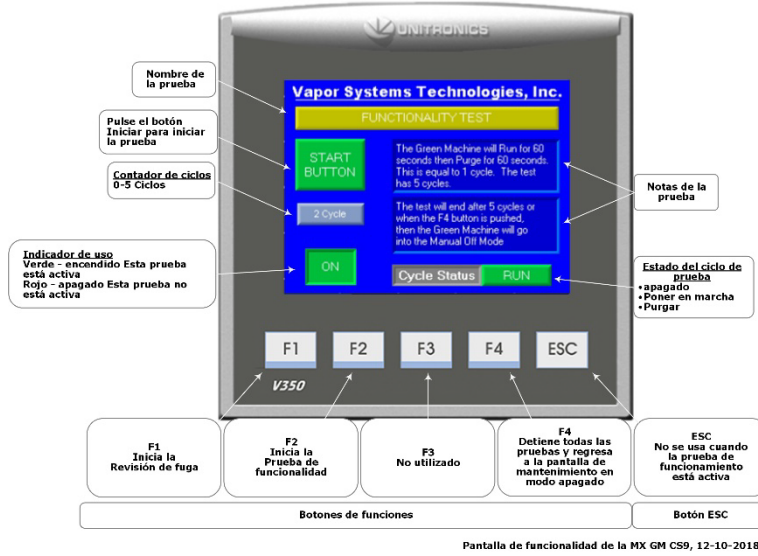 UNITRONICS
Nombre de
la prueba
Vapor Systems Technologies, Inc.
FUNCTIONALITY TEST
Pulse el botón
Iniciar para iniciar
la prueba
START
BUTTON
The Green Machine will Run for 60
seconds then Purge for 60 seconds.
This is equal to 1 cycle. The test
has 5 cycles.
Contador de ciclos
0-5 Ciclos
2 Cycle
The test will end after 5 cycles or
when the F4 button is pushed,
then the Green Machine will go
into the Manual Off Mode
Notas de la
prueba
Indicador de uso
Verde - encendido Esta prueba
está activa
Rojo - apagado Esta prueba no
está activa
ON
Cycle Status
RUN
Estado del ciclo de
prueba
•apagado
•Poner en marcha
•Purgar
F1
F2
F3
F4
ESC
V350
F1
Inicia la
Revisión de fuga
F2
Inicia la
Prueba de
funcionalidad
F3
No utilizado
F4
Detiene todas las
pruebas y regresa
a la pantalla de
mantenimiento en
modo apagado
ESC
No se usa cuando
la prueba de
funcionamiento
está activa
Botones de funciones
Botón ESC
Pantalla de funcionalidad de la MX GM CS9, 12-10-2018